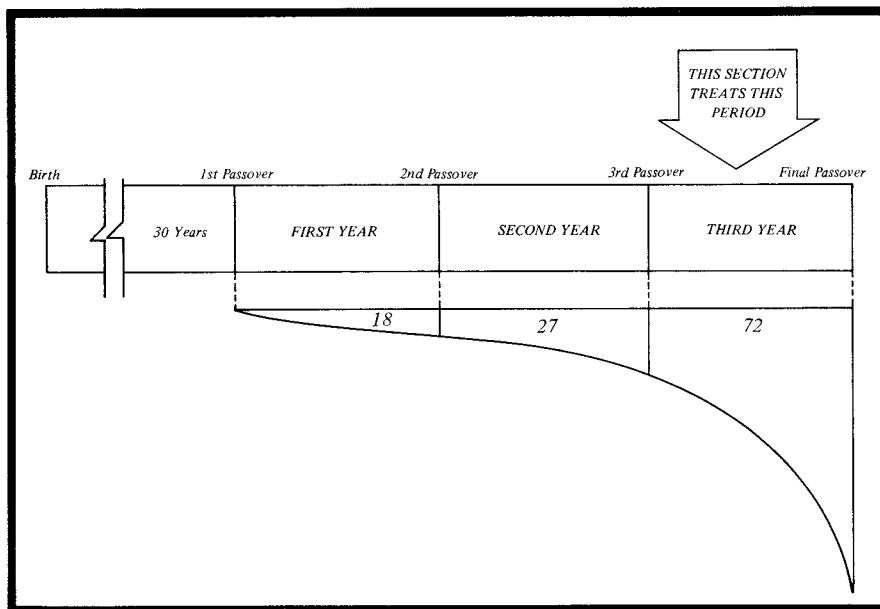 THIS SECTION
TREATS THIS
PERIOD
Birth
1st Passover
2nd Passover
3rd Passover
Final Passover
30 Years
FIRST YEAR
SECOND YEAR
THIRD YEAR
18
27
72